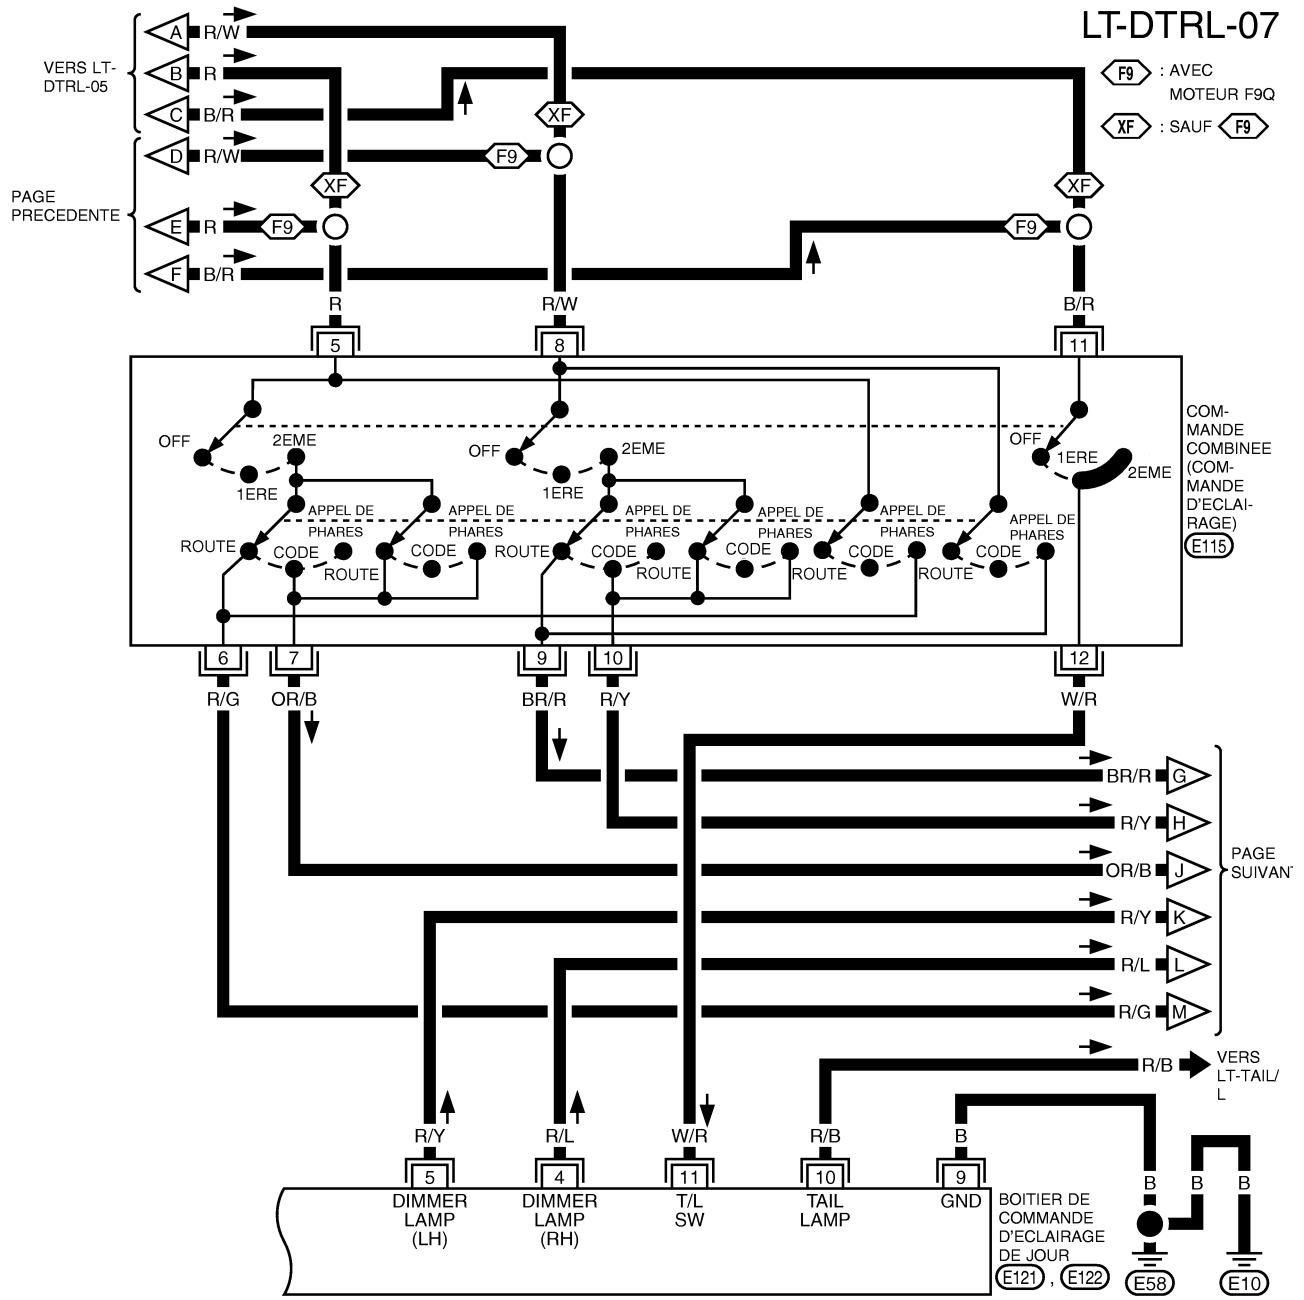 LT-DTRL-07
F9 : AVEC
MOTEUR F9Q
XF : SAUF F9
VERS LT-
DTRL-05
A R/W
B R
C B/R
XF
D R/W F9
XF XF
PAGE
PRECEDENTE
E R F9 F9
F B/R
R R/W B/R
5 8 11
COM-
MANDE
COMBINEE
(COM-
MANDE
D'ECLAI-
RAGE)
E115
OFF 2EME OFF 2EME OFF 1ERE 2EME
1ERE 1ERE
APPEL DE
PHARES
APPEL DE
PHARES
APPEL DE
PHARES
APPEL DE
PHARES
APPEL DE
PHARES
APPEL DE
PHARES
ROUTE CODE ROUTE CODE ROUTE CODE ROUTE CODE ROUTE CODE ROUTE CODE
6 7 9 10 12
R/G OR/B BR/R R/Y W/R
BR/R G
R/Y H
OR/B J
R/Y K
R/L L
R/G M
PAGE
SUIVANT
R/B
VERS
LT-TAIL/
L
R/Y R/L W/R R/B B
5 4 11 10 9
B B B
DIMMER
LAMP
(LH)
DIMMER
LAMP
(RH)
T/L
SW
TAIL
LAMP
GND
BOITIER DE
COMMANDE
D'ECLAIRAGE
DE JOUR
E121 , E122
E58 E10